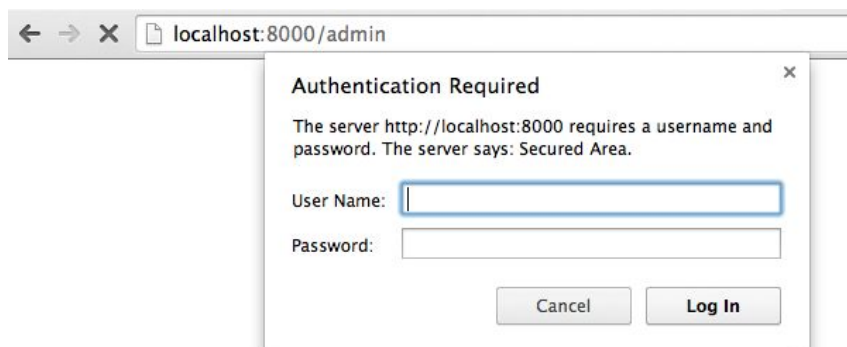 localhost:8000/admin
Authentication Required
The server http://localhost:8000 requires a username and
password. The server says: Secured Area.
User Name:
Password:
Cancel Log In